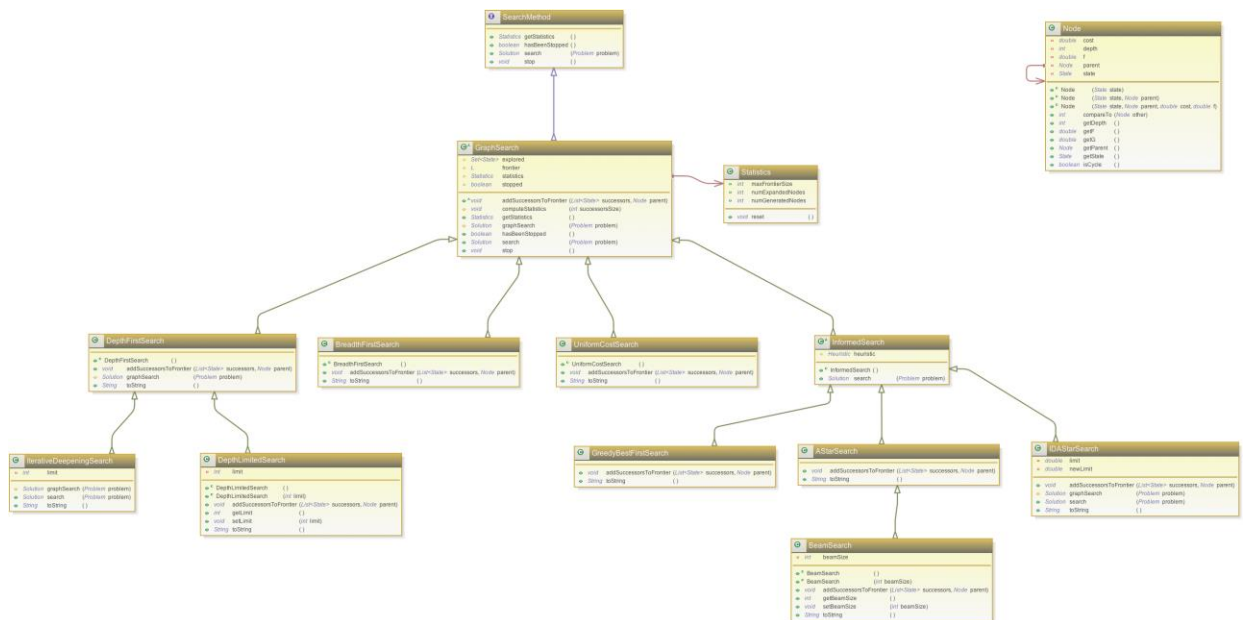 SearchMethod
Statistics getStatistics ( )
boolean hasBeenStopped ( )
Solution search (Problem problem)
void stop ( )
Node
double cost
int depth
double f
Node parent
State state
Node (State state)
Node (State state, Node parent)
Node (State state, Node parent, double cost, double f)
int compareTo (Node other)
int getDepth ( )
double getF ( )
double getG ( )
Node getParent ( )
State getState ( )
boolean isCycle ( )
GraphSearch
Set<State> explored
L frontier
Statistics statistics
boolean stopped
void addSuccessorsToFrontier (List<State> successors, Node parent)
void computeStatistics (int successorsSize)
Statistics getStatistics ( )
Solution graphSearch (Problem problem)
boolean hasBeenStopped ( )
Solution search (Problem problem)
void stop ( )
Statistics
int maxFrontierSize
int numExpandedNodes
int numGeneratedNodes
void reset ( )
DepthFirstSearch
DepthFirstSearch ( )
void addSuccessorsToFrontier (List<State> successors, Node parent)
Solution graphSearch (Problem problem)
String toString ( )
BreadthFirstSearch
BreadthFirstSearch ( )
void addSuccessorsToFrontier (List<State> successors, Node parent)
String toString ( )
UniformCostSearch
UniformCostSearch ( )
void addSuccessorsToFrontier (List<State> successors, Node parent)
String toString ( )
InformedSearch
Heuristic heuristic
InformedSearch ( )
Solution search (Problem problem)
IterativeDeepeningSearch
int limit
Solution graphSearch (Problem problem)
Solution search (Problem problem)
String toString ( )
DepthLimitedSearch
int limit
DepthLimitedSearch ( )
DepthLimitedSearch (int limit)
void addSuccessorsToFrontier (List<State> successors, Node parent)
int getLimit ( )
void setLimit (int limit)
String toString ( )
GreedyBestFirstSearch
void addSuccessorsToFrontier (List<State> successors, Node parent)
String toString ( )
AStarSearch
void addSuccessorsToFrontier (List<State> successors, Node parent)
String toString ( )
IDAStarSearch
double limit
double newLimit
void addSuccessorsToFrontier (List<State> successors, Node parent)
Solution graphSearch (Problem problem)
Solution search (Problem problem)
String toString ( )
BeamSearch
int beamSize
BeamSearch ( )
BeamSearch (int beamSize)
void addSuccessorsToFrontier (List<State> successors, Node parent)
int getBeamSize ( )
void setBeamSize (int beamSize)
String toString ( )